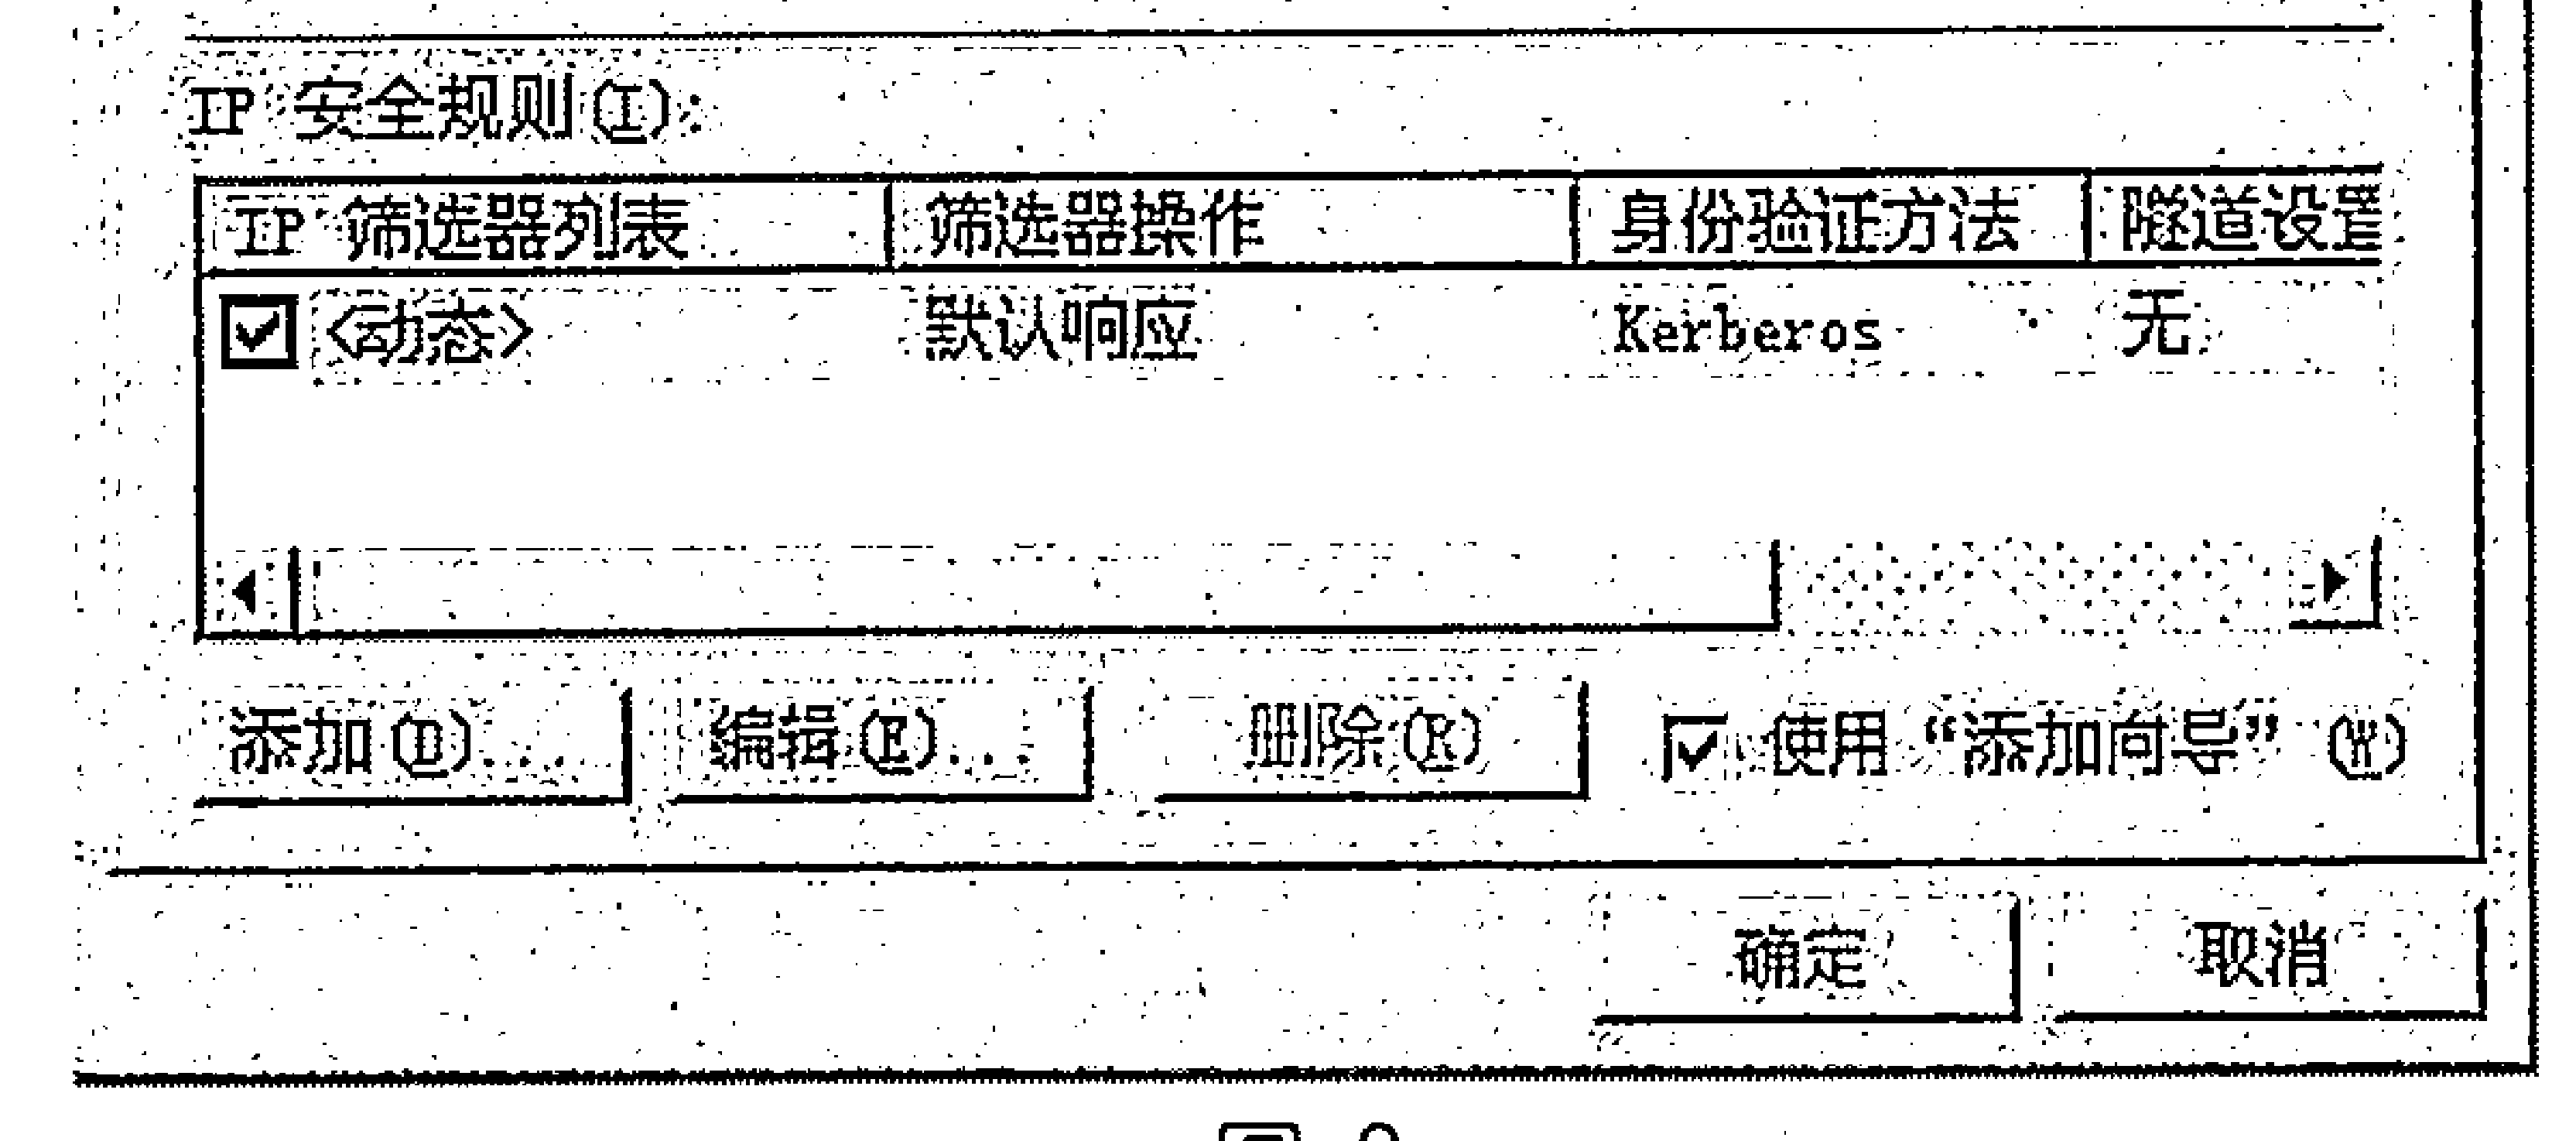 IP 安全规则(I):
IP 筛选器列表 筛选器操作 身份验证方法 隧道设置
<动态> 默认响应 Kerberos 无
添加(D)... 编辑(E)... 删除(R) 使用 “添加向导” (W)
确定 取消